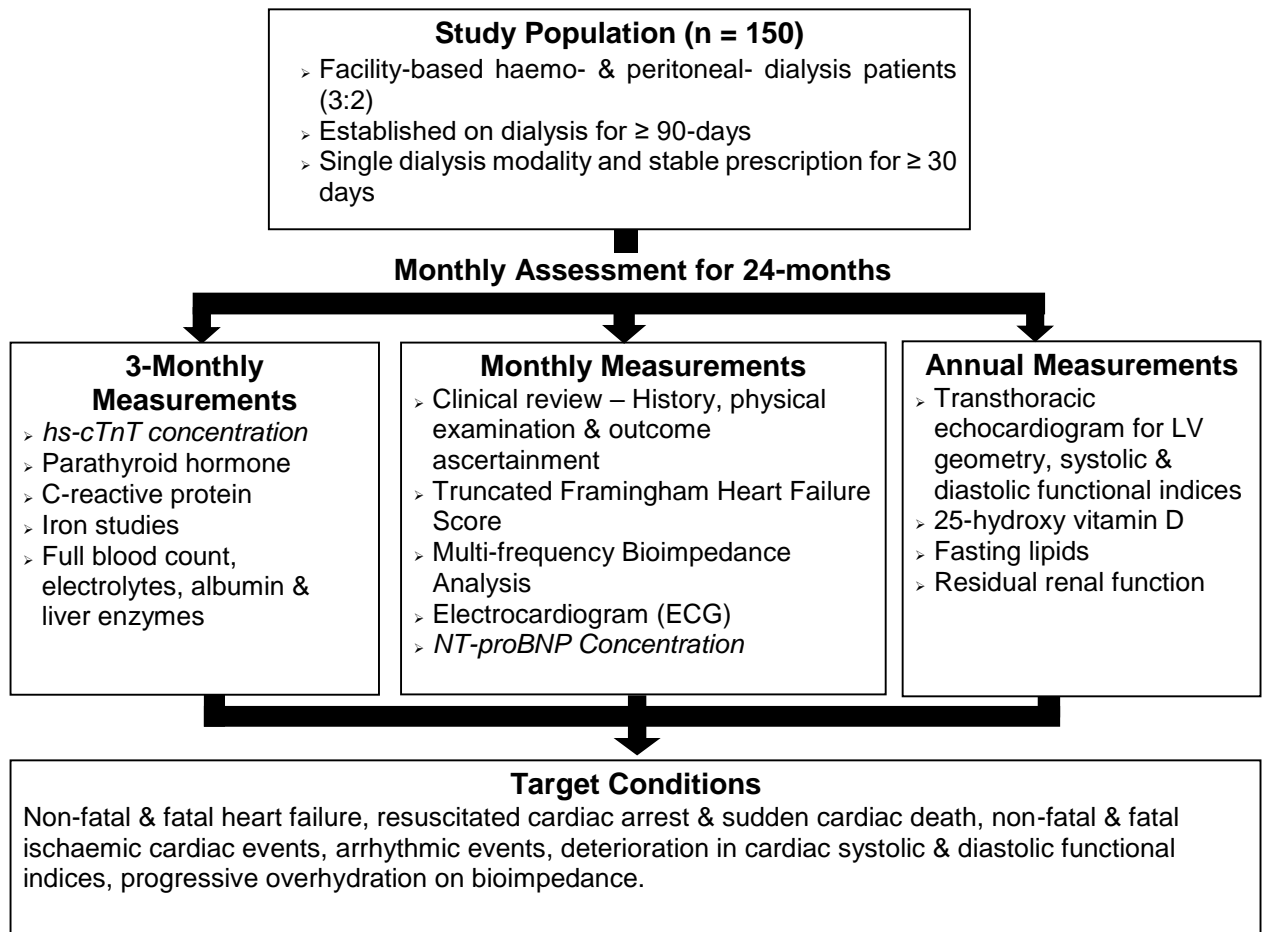 Study Population (n = 150)
➢ Facility-based haemo- & peritoneal- dialysis patients
(3:2)
➢ Established on dialysis for ≥ 90-days
➢ Single dialysis modality and stable prescription for ≥ 30
days
Monthly Assessment for 24-months
3-Monthly
Measurements
➢ hs-cTnT concentration
➢ Parathyroid hormone
➢ C-reactive protein
➢ Iron studies
➢ Full blood count,
electrolytes, albumin &
liver enzymes
Monthly Measurements
➢ Clinical review – History, physical
examination & outcome
ascertainment
➢ Truncated Framingham Heart Failure
Score
➢ Multi-frequency Bioimpedance
Analysis
➢ Electrocardiogram (ECG)
➢ NT-proBNP Concentration
Annual Measurements
➢ Transthoracic
echocardiogram for LV
geometry, systolic &
diastolic functional indices
➢ 25-hydroxy vitamin D
➢ Fasting lipids
➢ Residual renal function
Target Conditions
Non-fatal & fatal heart failure, resuscitated cardiac arrest & sudden cardiac death, non-fatal & fatal
ischaemic cardiac events, arrhythmic events, deterioration in cardiac systolic & diastolic functional
indices, progressive overhydration on bioimpedance.